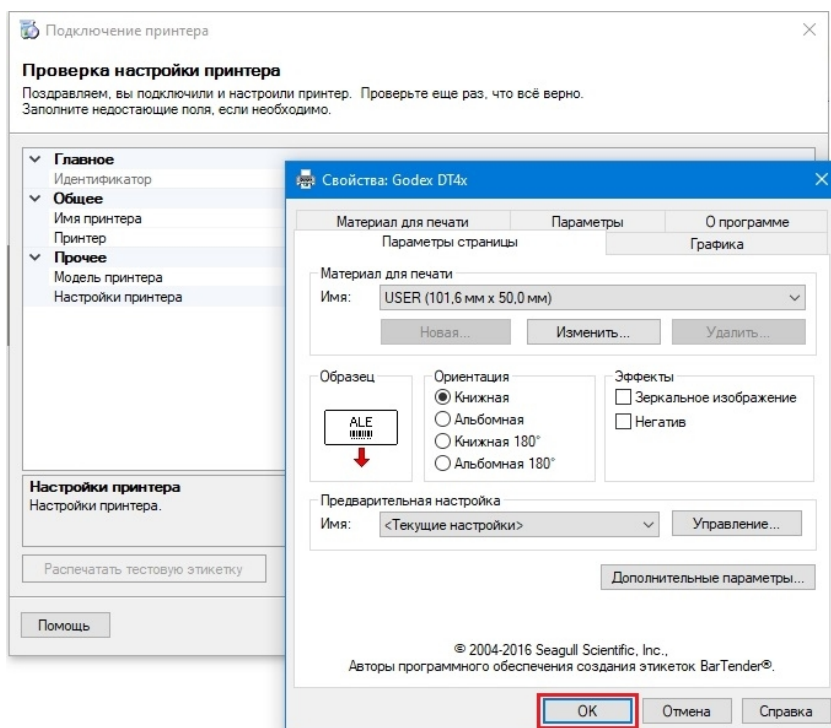 Подключение принтера
Проверка настройки принтера
Поздравляем, вы подключили и настроили принтер. Проверьте еще раз, что всё верно.
Заполните недостающие поля, если необходимо.
Главное
Идентификатор
Общее
Имя принтера
Принтер
Прочее
Модель принтера
Настройки принтера
Настройки принтера
Настройки принтера.
Распечатать тестовую этикетку
Помощь
Свойства: Godex DT4x
Материал для печати Параметры О программе
Параметры страницы Графика
Материал для печати
Имя: USER (101,6 мм x 50,0 мм)
Новая... Изменить... Удалить...
Образец
ALE
Ориентация
Книжная
Альбомная
Книжная 180°
Альбомная 180°
Эффекты
Зеркальное изображение
Негатив
Предварительная настройка
Имя: <Текущие настройки> Управление...
Дополнительные параметры...
© 2004-2016 Seagull Scientific, Inc.,
Авторы программного обеспечения создания этикеток BarTender®.
OK Отмена Справка